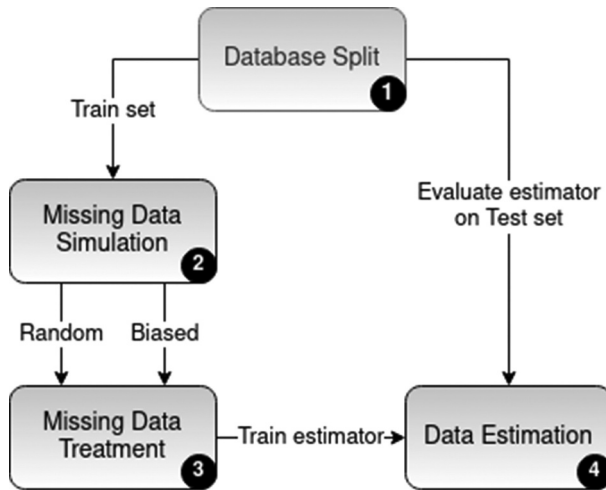 Database Split
1
Train set
Evaluate estimator
on Test set
Missing Data
Simulation
2
Random
Biased
Missing Data
Treatment
3
Train estimator
Data Estimation
4